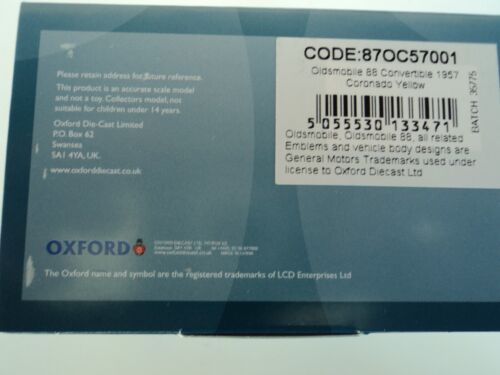 CODE:87OC57001
Oldsmobile 88 Convertible 1957
Coronado Yellow
5 055530 133471
BATCH 35775
Oldsmobile, Oldsmobile 88, all related
Emblems and vehicle body designs are
General Motors Trademarks used under
license to Oxford Diecast Ltd
Please retain address for future reference.
This product is an accurate scale model
and not a toy. Collectors model, not
suitable for children under 14 years.
Oxford Die-Cast Limited
P.O. Box 62
Swansea
SA1 4YA, UK.
www.oxforddiecast.co.uk
OXFORD
The Oxford name and symbol are the registered trademarks of LCD Enterprises Ltd